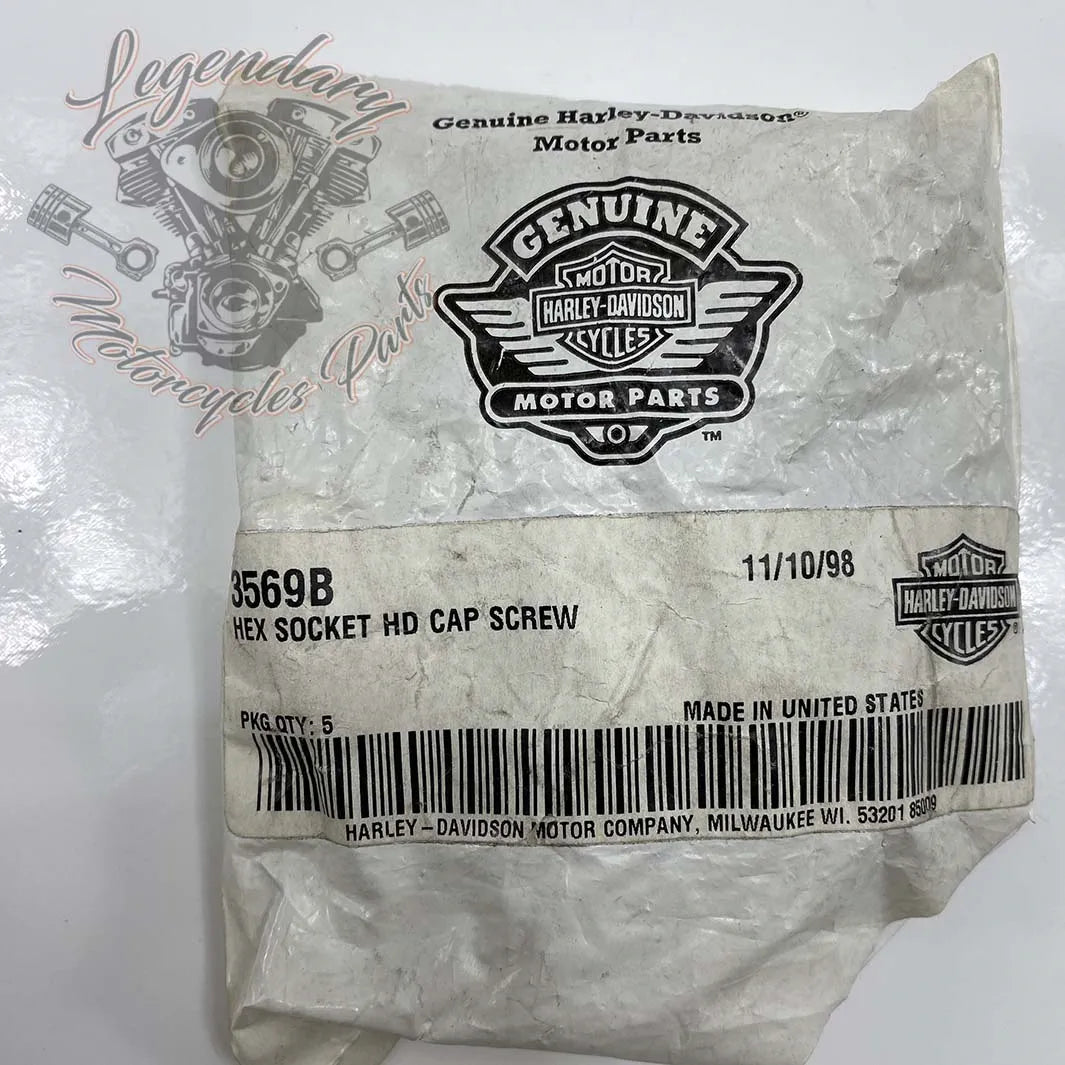 Legendary
Motorcycles Parts
Genuine Harley-Davidson®
Motor Parts
GENUINE
MOTOR
HARLEY-DAVIDSON
CYCLES
MOTOR PARTS
TM
3569B
11/10/98
HEX SOCKET HD CAP SCREW
MOTOR
HARLEY-DAVIDSON
CYCLES®
PKG.QTY: 5
MADE IN UNITED STATES
HARLEY-DAVIDSON MOTOR COMPANY, MILWAUKEE WI. 53201 85009